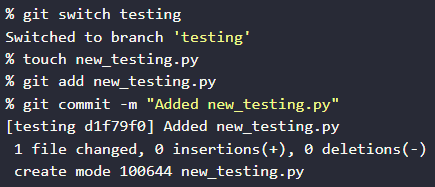 % git switch testing
Switched to branch 'testing'
% touch new_testing.py
% git add new_testing.py
% git commit -m "Added new_testing.py"
[testing d1f79f0] Added new_testing.py
 1 file changed, 0 insertions(+), 0 deletions(-)
 create mode 100644 new_testing.py